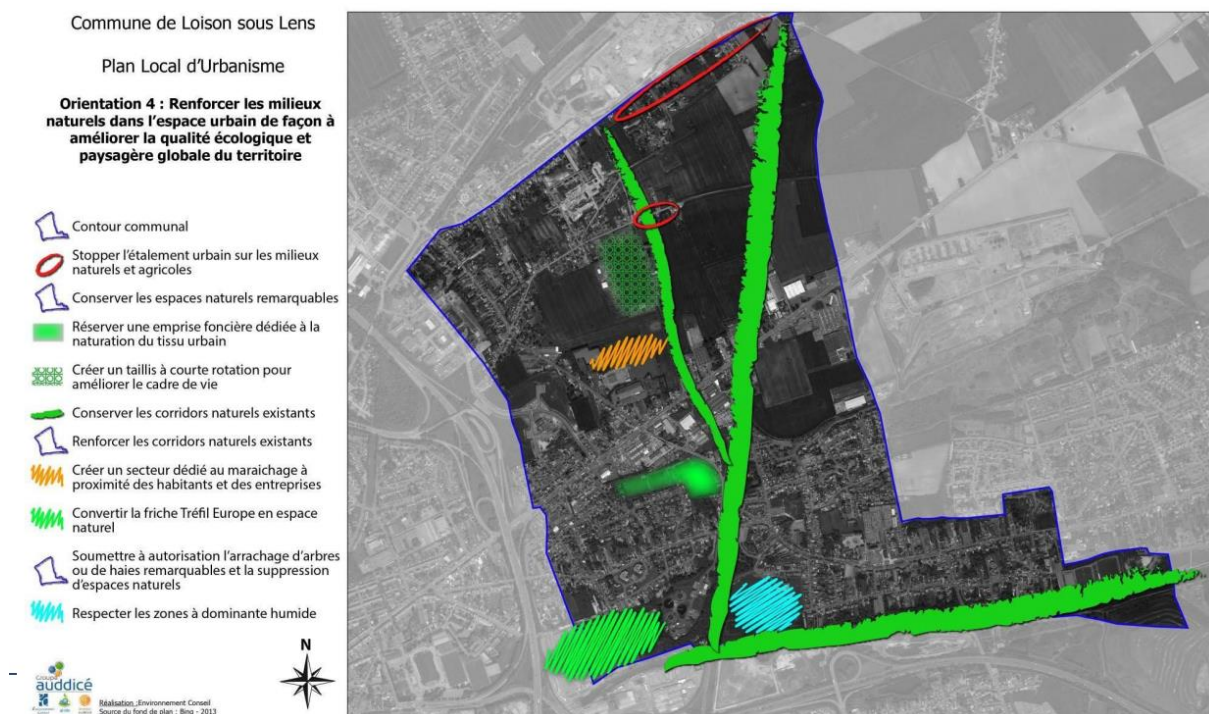 Commune de Loison sous Lens
Plan Local d'Urbanisme
Orientation 4 : Renforcer les milieux
naturels dans l'espace urbain de façon à
améliorer la qualité écologique et
paysagère globale du territoire
Contour communal
Stopper l'étalement urbain sur les milieux
naturels et agricoles
Conserver les espaces naturels remarquables
Réserver une emprise foncière dédiée à la
naturation du tissu urbain
Créer un taillis à courte rotation pour
améliorer le cadre de vie
Conserver les corridors naturels existants
Renforcer les corridors naturels existants
Créer un secteur dédié au maraichage à
proximité des habitants et des entreprises
Convertir la friche Tréfil Europe en espace
naturel
Soumettre à autorisation l'arrachage d'arbres
ou de haies remarquables et la suppression
d'espaces naturels
Respecter les zones à dominante humide
N
Groupe
auddicé
Réalisation :Environnement Conseil
Source du fond de plan : Bing - 2013